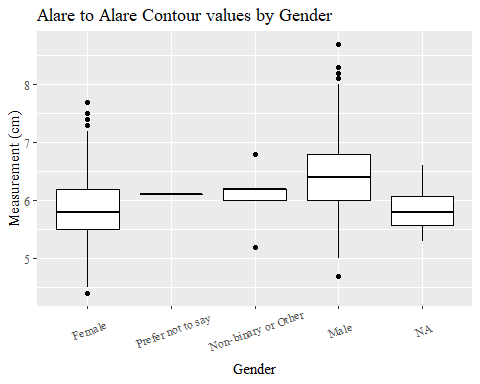 Alare to Alare Contour values by Gender
Measurement (cm)
8
7
6
5
Female
Prefer not to say
Non-binary or Other
Male
NA
Gender